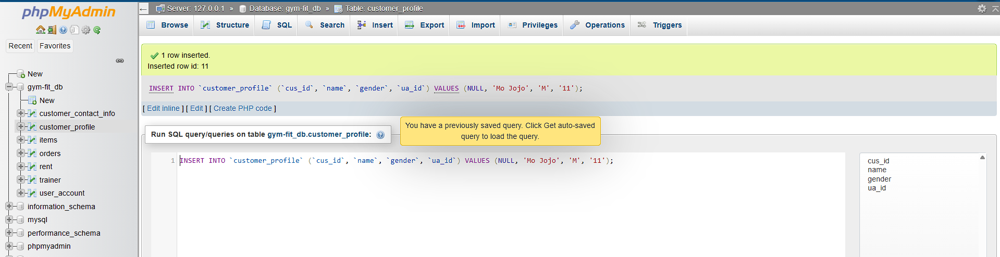 phpMyAdmin
Recent
Favorites
New
gym-fit_db
New
customer_contact_info
customer_profile
items
orders
rent
trainer
user_account
information_schema
mysql
performance_schema
phpmyadmin
Server: 127.0.0.1 » Database: gym-fit_db » Table: customer_profile
Browse Structure SQL Search Insert Export Import Privileges Operations Triggers
1 row inserted.
Inserted row id: 11
INSERT INTO `customer_profile` (`cus_id`, `name`, `gender`, `ua_id`) VALUES (NULL, 'Mo Jojo', 'M', '11');
[ Edit inline ] [ Edit ] [ Create PHP code ]
You have a previously saved query. Click Get auto-saved
query to load the query.
Run SQL query/queries on table gym-fit_db.customer_profile:
1 INSERT INTO `customer_profile` (`cus_id`, `name`, `gender`, `ua_id`) VALUES (NULL, 'Mo Jojo', 'M', '11');
cus_id
name
gender
ua_id